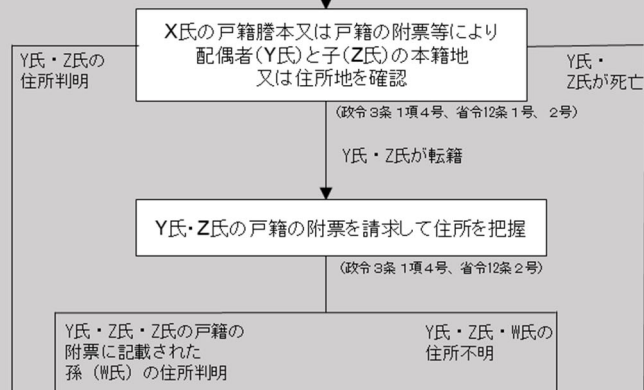 X氏の戸籍謄本又は戸籍の附票等により
配偶者(Y氏)と子(Z氏)の本籍地
又は住所地を確認
Y氏・Z氏の
住所判明
Y氏・
Z氏が死亡
(政令3条1項4号、省令12条1号、2号)
Y氏・Z氏が転籍
Y氏・Z氏の戸籍の附票を請求して住所を把握
(政令3条1項4号、省令12条2号)
Y氏・Z氏・Z氏の戸籍の
附票に記載された
孫(W氏)の住所判明
Y氏・Z氏・W氏の
住所不明